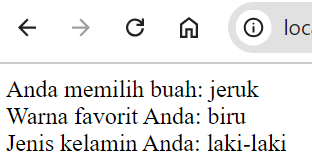 loc
Anda memilih buah: jeruk
Warna favorit Anda: biru
Jenis kelamin Anda: laki-laki